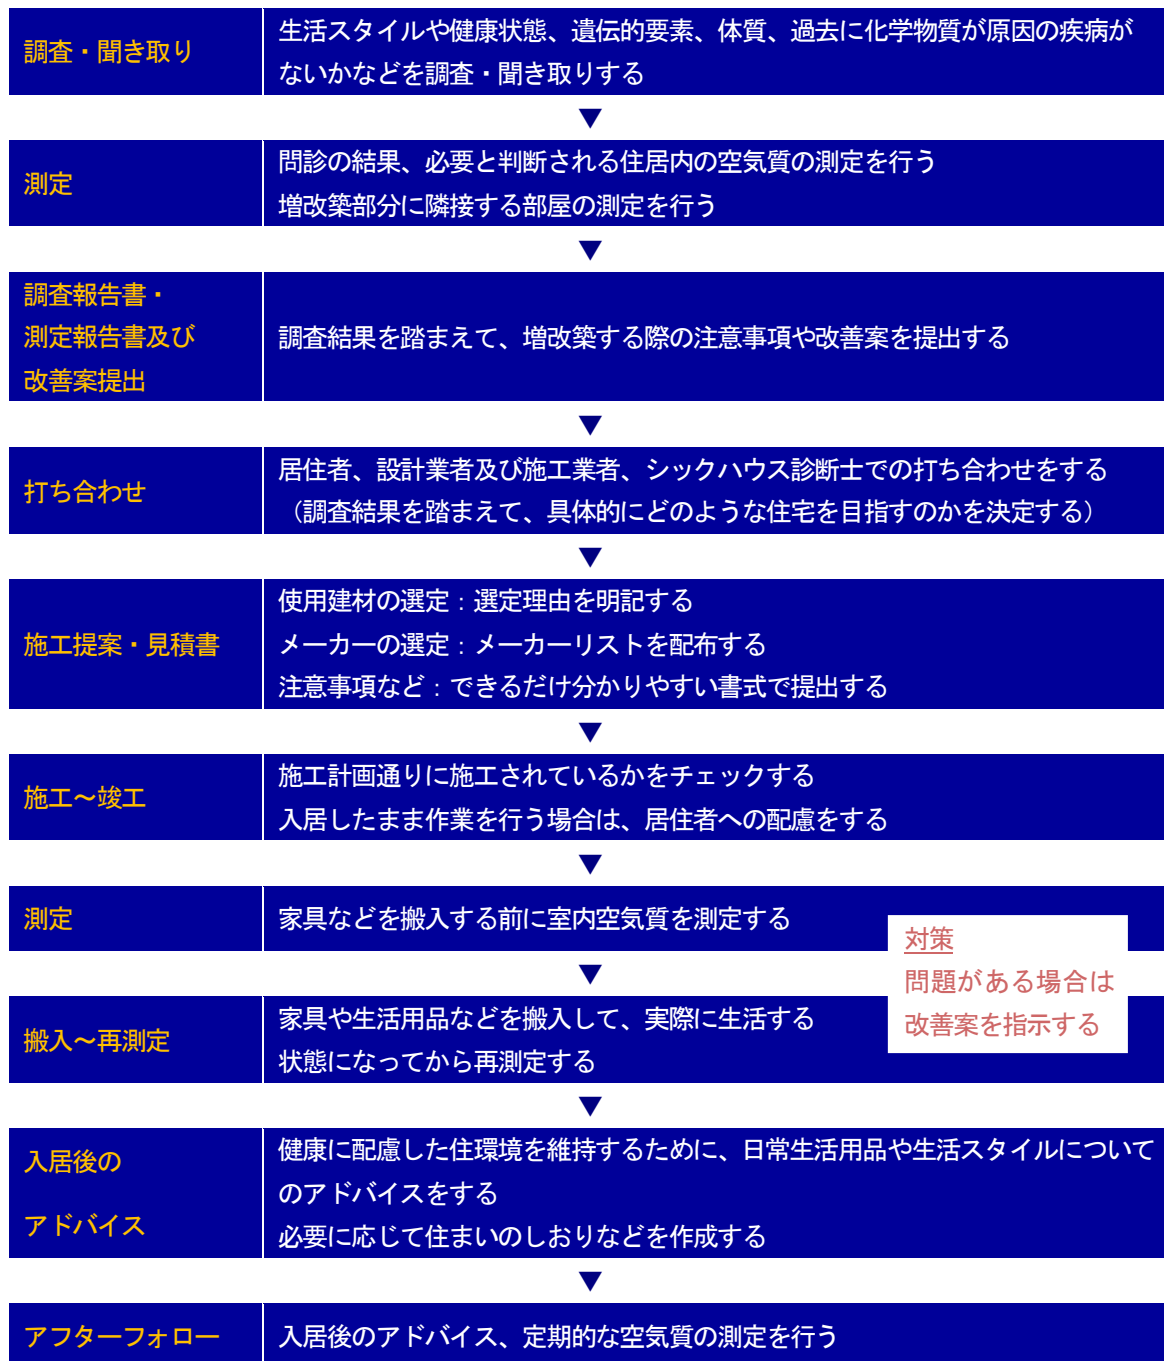 調査・聞き取り
生活スタイルや健康状態、遺伝的要素、体質、過去に化学物質が原因の疾病が
ないかなどを調査・聞き取りする
▼
測定
問診の結果、必要と判断される住居内の空気質の測定を行う
増改築部分に隣接する部屋の測定を行う
▼
調査報告書・
測定報告書及び
改善案提出
調査結果を踏まえて、増改築する際の注意事項や改善案を提出する
▼
打ち合わせ
居住者、設計業者及び施工業者、シックハウス診断士での打ち合わせをする
（調査結果を踏まえて、具体的にどのような住宅を目指すのかを決定する）
▼
施工提案・見積書
使用建材の選定：選定理由を明記する
メーカーの選定：メーカーリストを配布する
注意事項など：できるだけ分かりやすい書式で提出する
▼
施工～竣工
施工計画通りに施工されているかをチェックする
入居したまま作業を行う場合は、居住者への配慮をする
▼
測定
家具などを搬入する前に室内空気質を測定する
対策
問題がある場合は
改善案を指示する
▼
搬入～再測定
家具や生活用品などを搬入して、実際に生活する
状態になってから再測定する
▼
入居後の
アドバイス
健康に配慮した住環境を維持するために、日常生活用品や生活スタイルについて
のアドバイスをする
必要に応じて住まいのしおりなどを作成する
▼
アフターフォロー
入居後のアドバイス、定期的な空気質の測定を行う